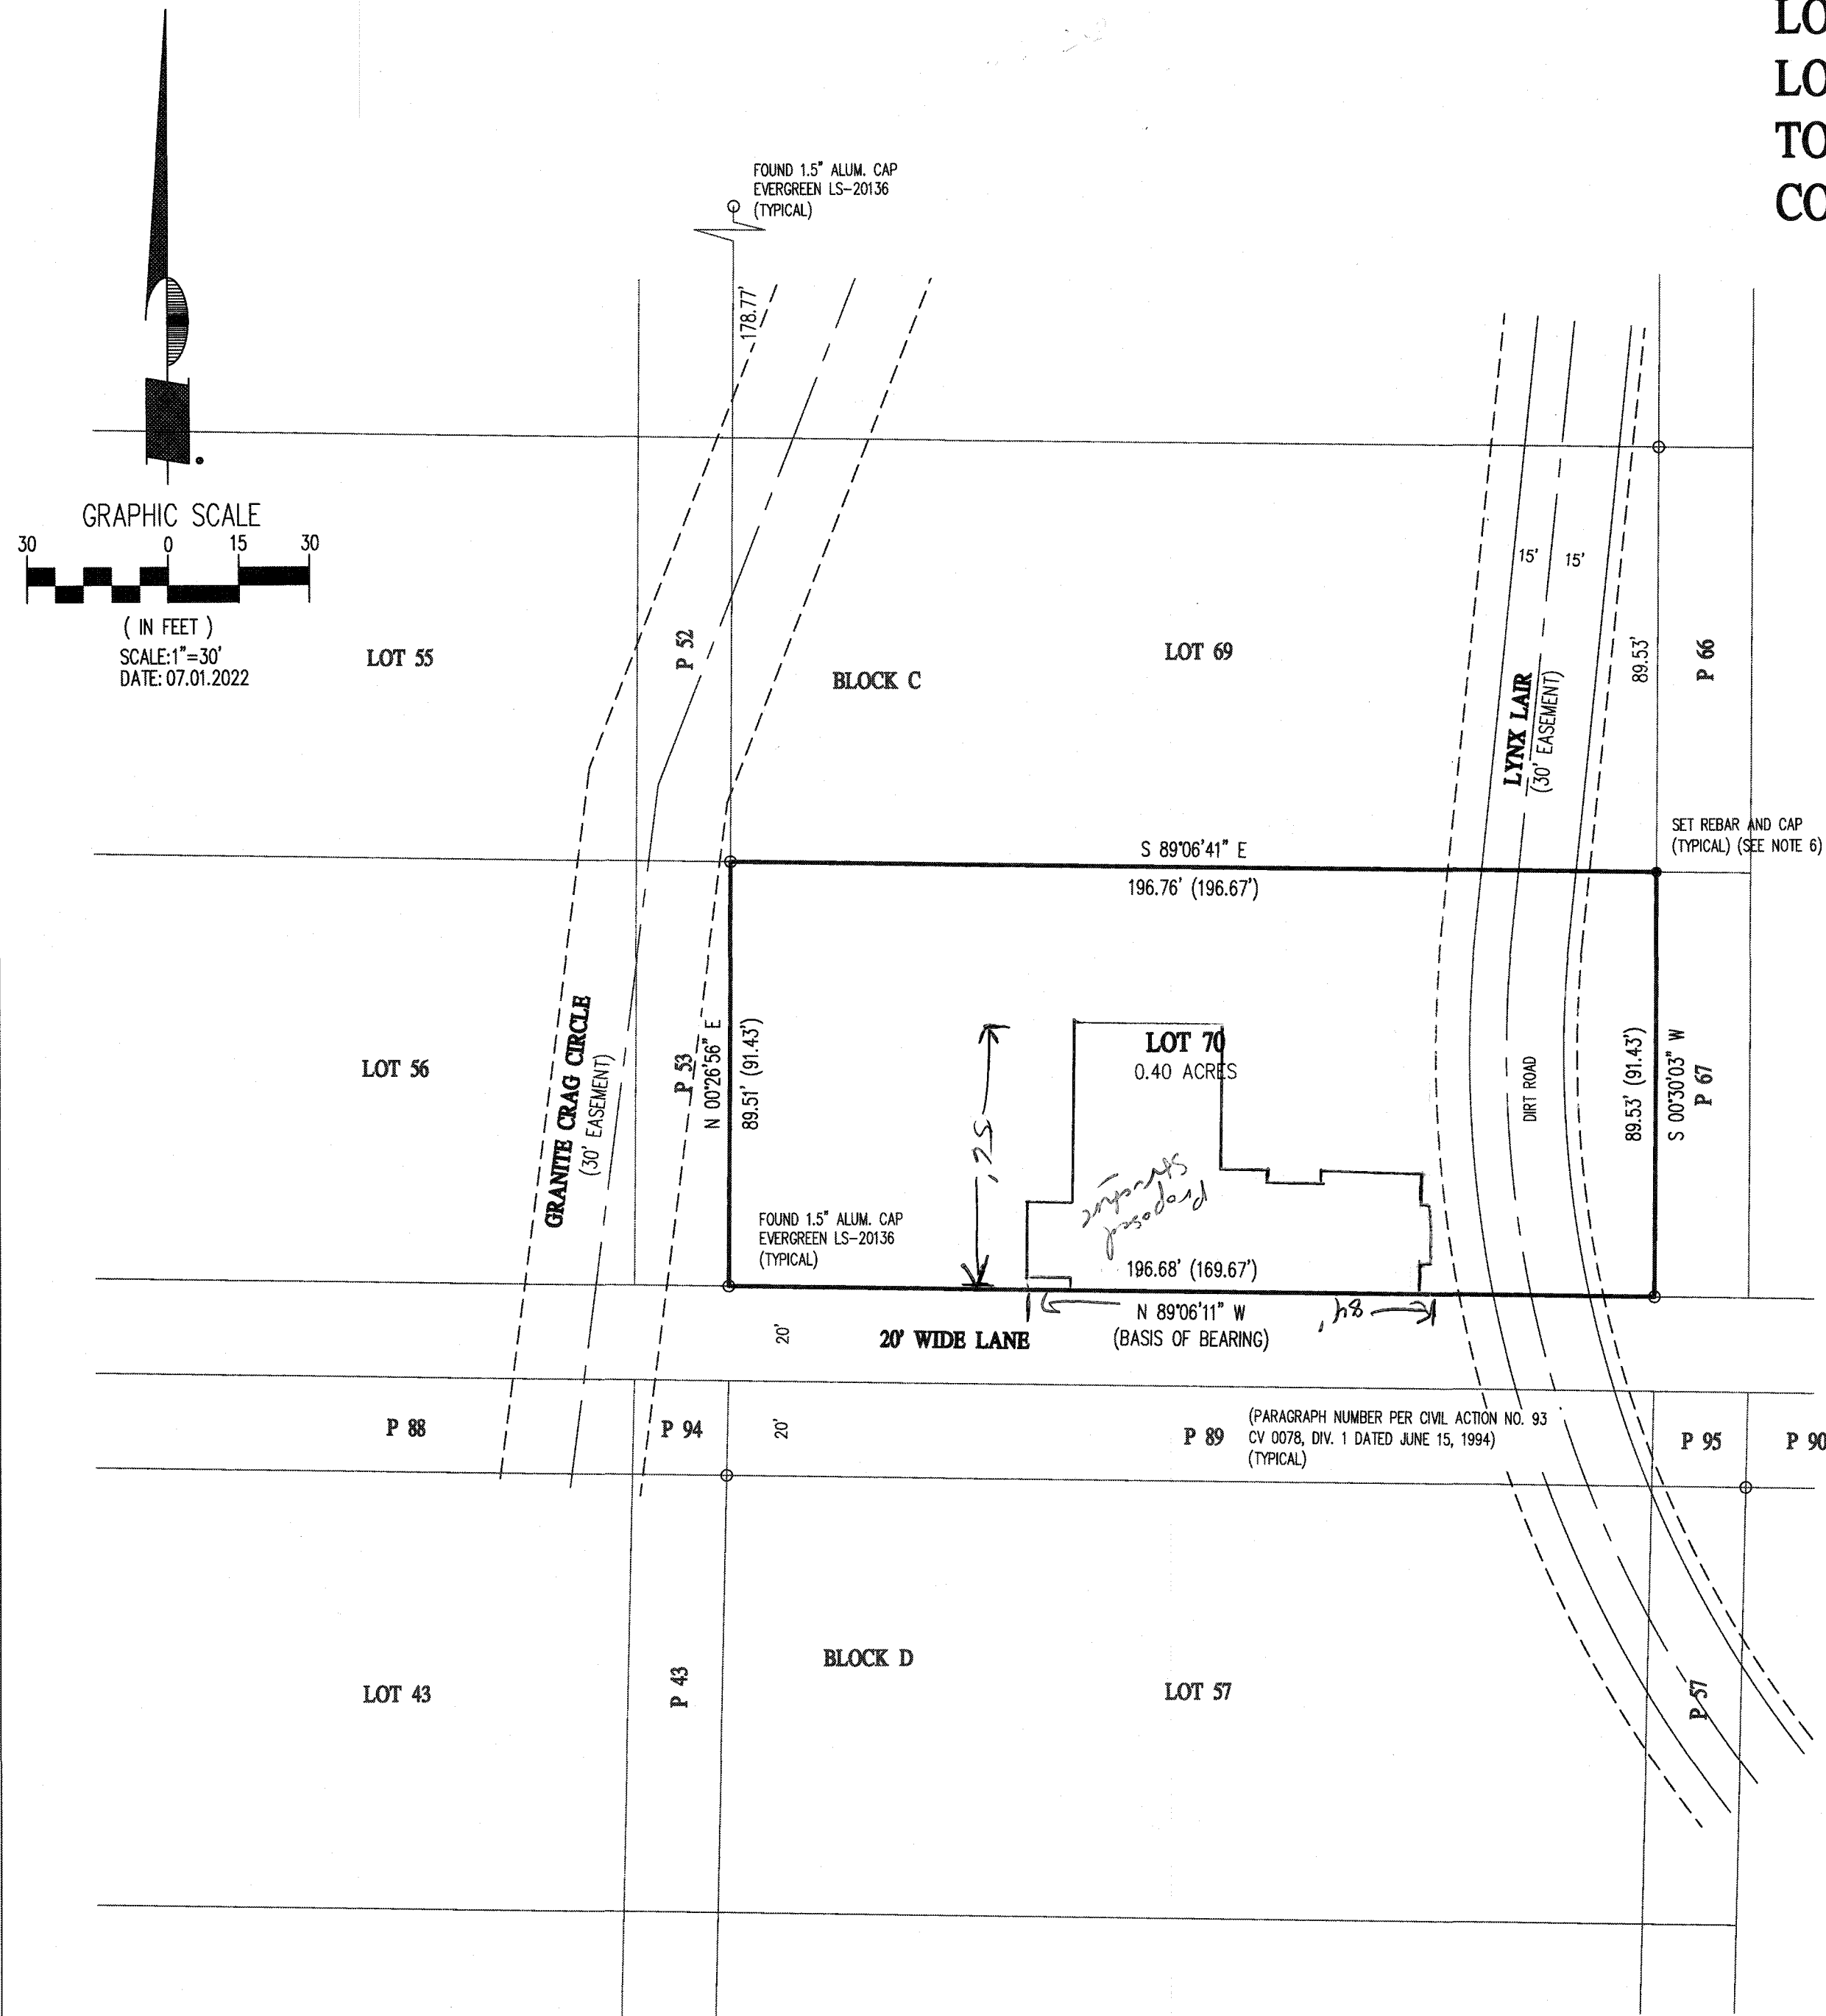 LO
LO
TO
CO
FOUND 1.5" ALUM. CAP
EVERGREEN LS-20136
(TYPICAL)
178.77'
GRAPHIC SCALE
30 0 15 30
( IN FEET )
SCALE:1"=30'
DATE: 07.01.2022
LOT 55
P 52
BLOCK C
LOT 69
15' 15'
LYNX LAIR
(30' EASEMENT)
89.53'
P 66
SET REBAR AND CAP
(TYPICAL) (SEE NOTE 6)
S 89°06'41" E
196.76' (196.67')
LOT 56
GRANITE CRAG CIRCLE
(30' EASEMENT)
P 53
N 00°26'56" E
89.51' (91.43')
LOT 70
0.40 ACRES
56'
Proposed
Structure
DIRT ROAD
89.53' (91.43')
S 00°30'03" W
P 67
FOUND 1.5" ALUM. CAP
EVERGREEN LS-20136
(TYPICAL)
196.68' (169.67')
N 89°06'11" W
(BASIS OF BEARING)
84'
20'
20' WIDE LANE
P 88
P 94
20'
P 89
(PARAGRAPH NUMBER PER CIVIL ACTION NO. 93
CV 0078, DIV. 1 DATED JUNE 15, 1994)
(TYPICAL)
P 95
P 90
BLOCK D
LOT 43
P 43
LOT 57
P 57